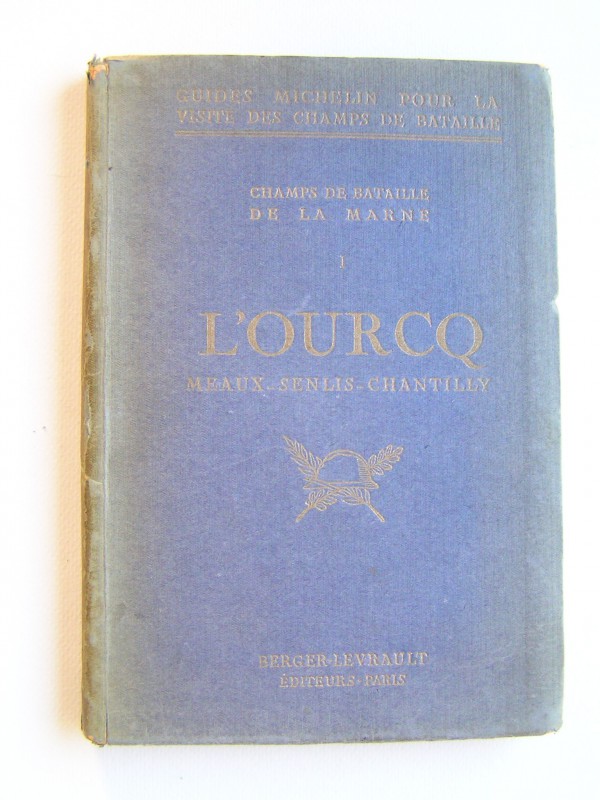 GUIDES MICHELIN POUR LA
VISITE DES CHAMPS DE BATAILLE
CHAMPS DE BATAILLE
DE LA MARNE
I
L'OURCQ
MEAUX-SENLIS-CHANTILLY
BERGER-LEVRAULT
ÉDITEURS-PARIS